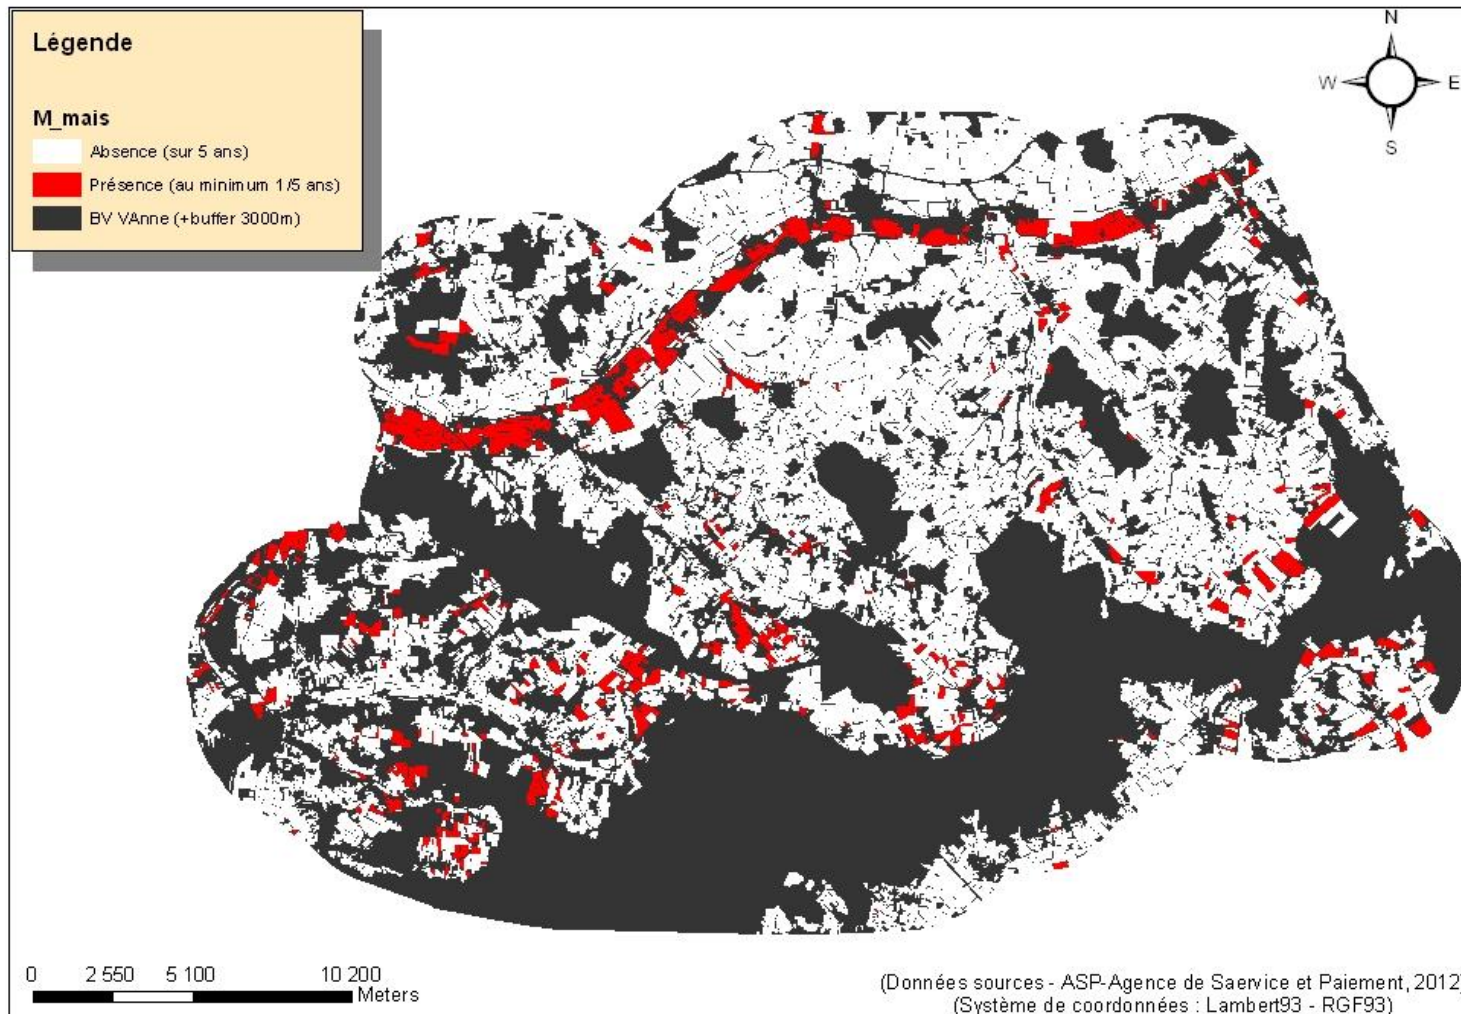 Légende
M_mais
Absence (sur 5 ans)
Présence (au minimum 1/5 ans)
BV VAnne (+buffer 3000m)
N
W E
S
0 2 550 5 100 10 200
Meters
(Données sources - ASP-Agence de Saervice et Paiement, 2012)
(Système de coordonnées : Lambert93 - RGF93)